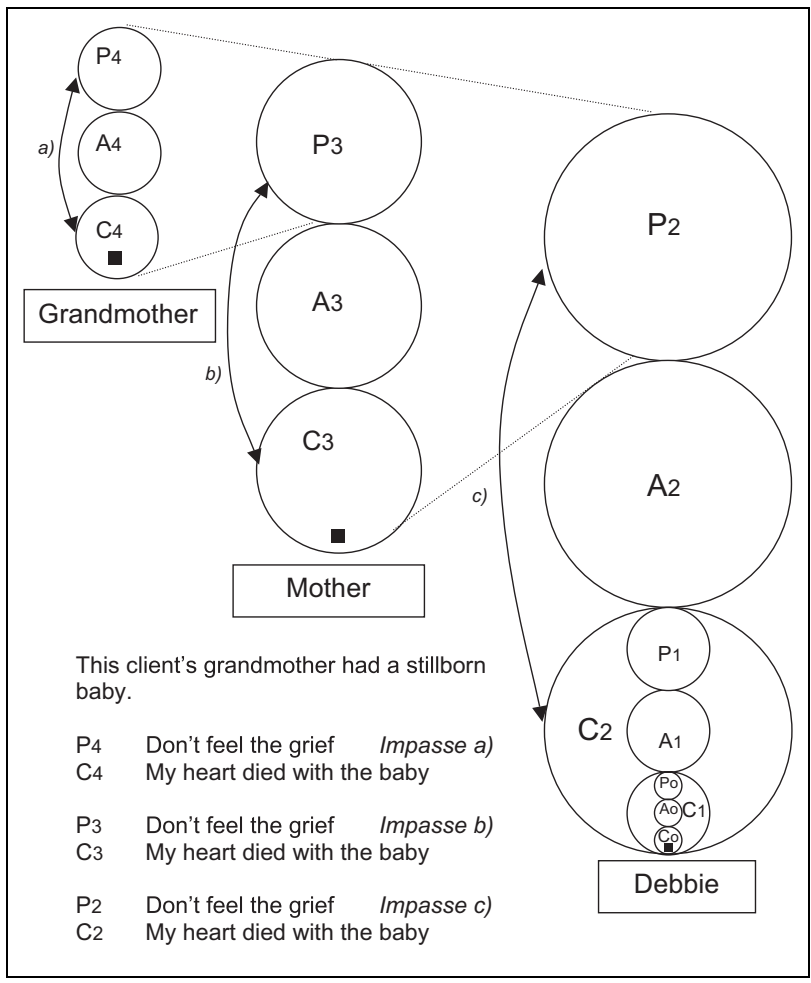 P4
a)
A4
C4
Grandmother
P3
A3
b)
C3
Mother
P2
c)
A2
P1
C2
A1
Po
Ao
C1
Co
Debbie
This client's grandmother had a stillborn
baby.
P4 Don't feel the grief Impasse a)
C4 My heart died with the baby
P3 Don't feel the grief Impasse b)
C3 My heart died with the baby
P2 Don't feel the grief Impasse c)
C2 My heart died with the baby